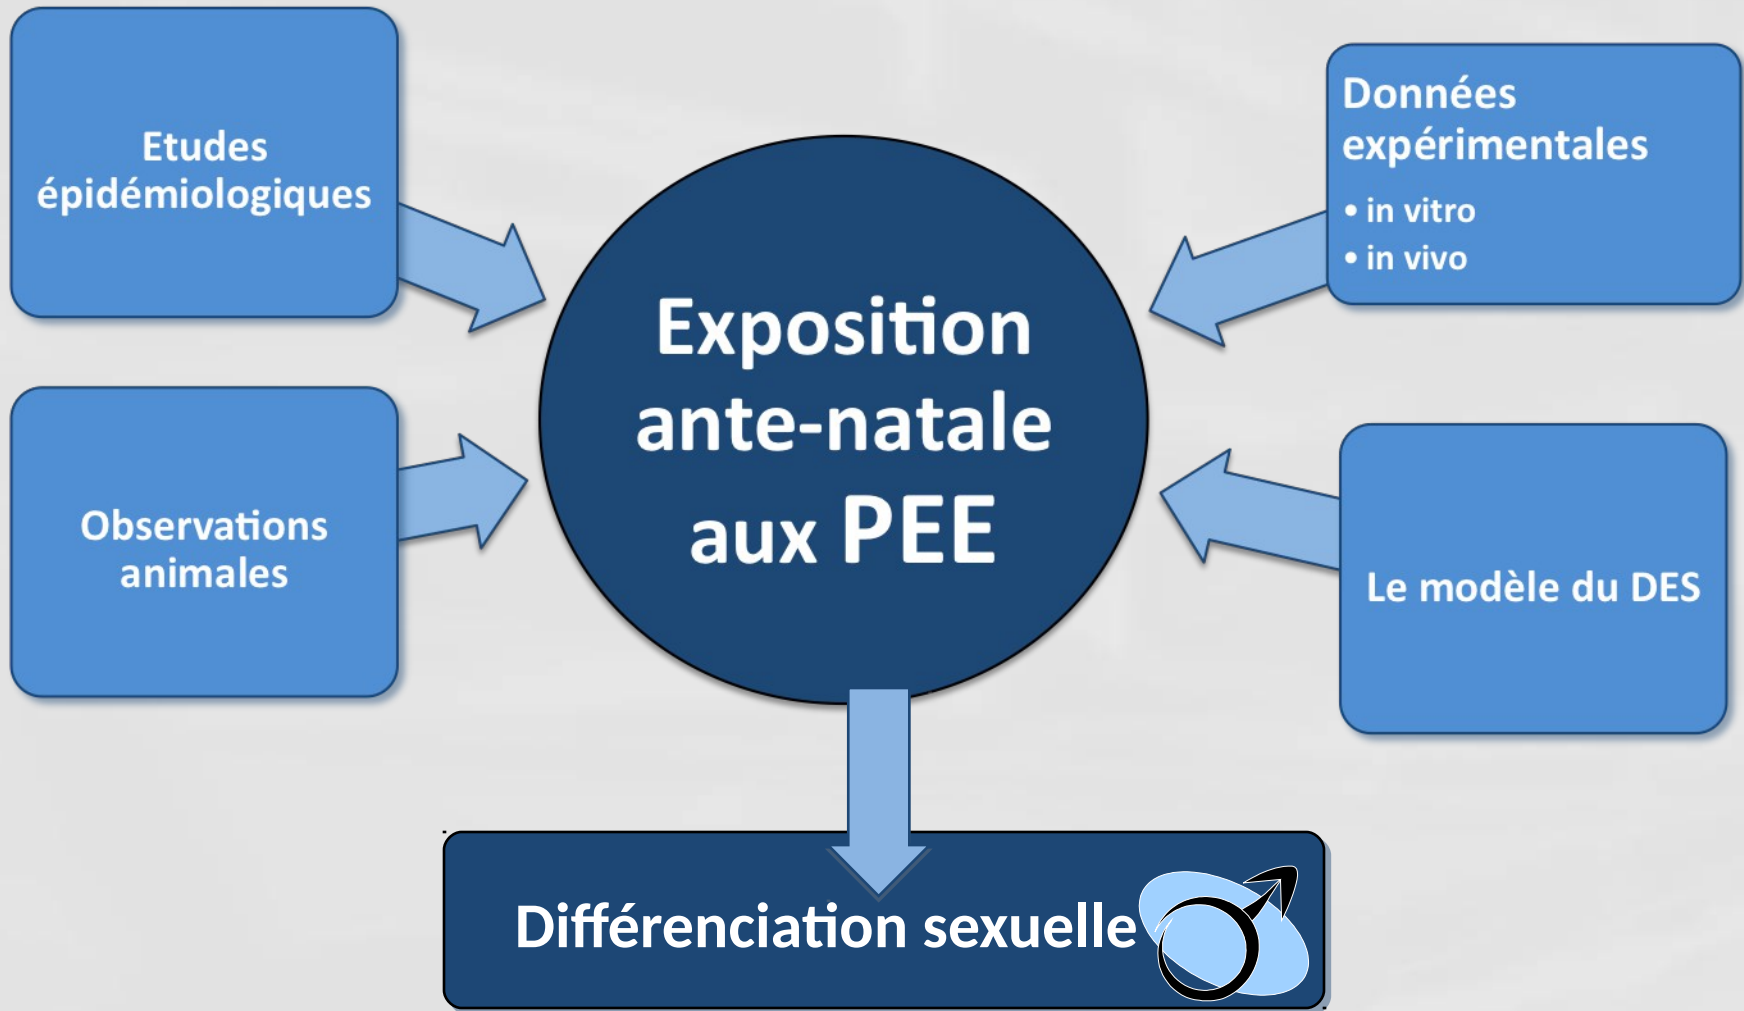 Etudes
épidémiologiques
Données
expérimentales
• in vitro
• in vivo
Exposition
ante-natale
aux PEE
Observations
animales
Le modèle du DES
Différenciation sexuelle